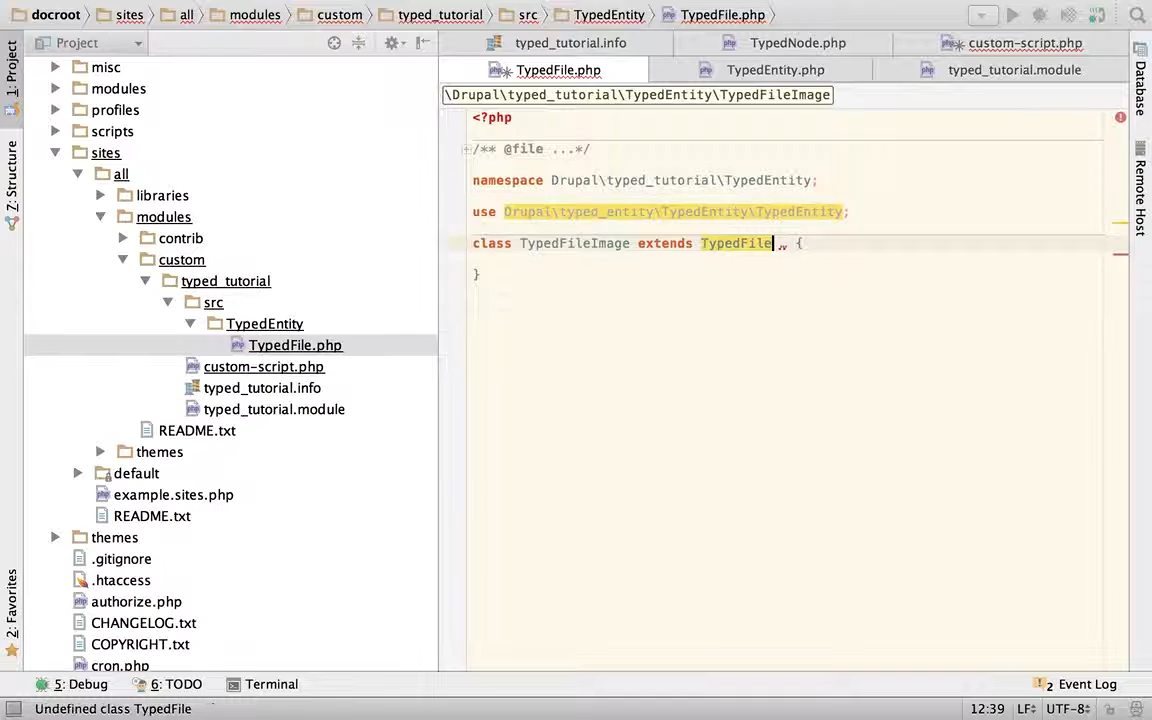 docroot sites all modules custom typed_tutorial src TypedEntity TypedFile.php
Project
typed_tutorial.info
TypedNode.php
custom-script.php
TypedFile.php
TypedEntity.php
typed_tutorial.module
\Drupal\typed_tutorial\TypedEntity\TypedFileImage
1: Project
Z: Structure
2: Favorites
misc
modules
profiles
scripts
sites
all
libraries
modules
contrib
custom
typed_tutorial
src
TypedEntity
TypedFile.php
custom-script.php
typed_tutorial.info
typed_tutorial.module
README.txt
themes
default
example.sites.php
README.txt
themes
.gitignore
.htaccess
authorize.php
CHANGELOG.txt
COPYRIGHT.txt
cron.php
<?php
/** @file ...*/
namespace Drupal\typed_tutorial\TypedEntity;
use Drupal\typed_entity\TypedEntity\TypedEntity;
class TypedFileImage extends TypedFile {
}
Database
Remote Host
5: Debug
6: TODO
Terminal
2 Event Log
Undefined class TypedFile
12:39 LF UTF-8